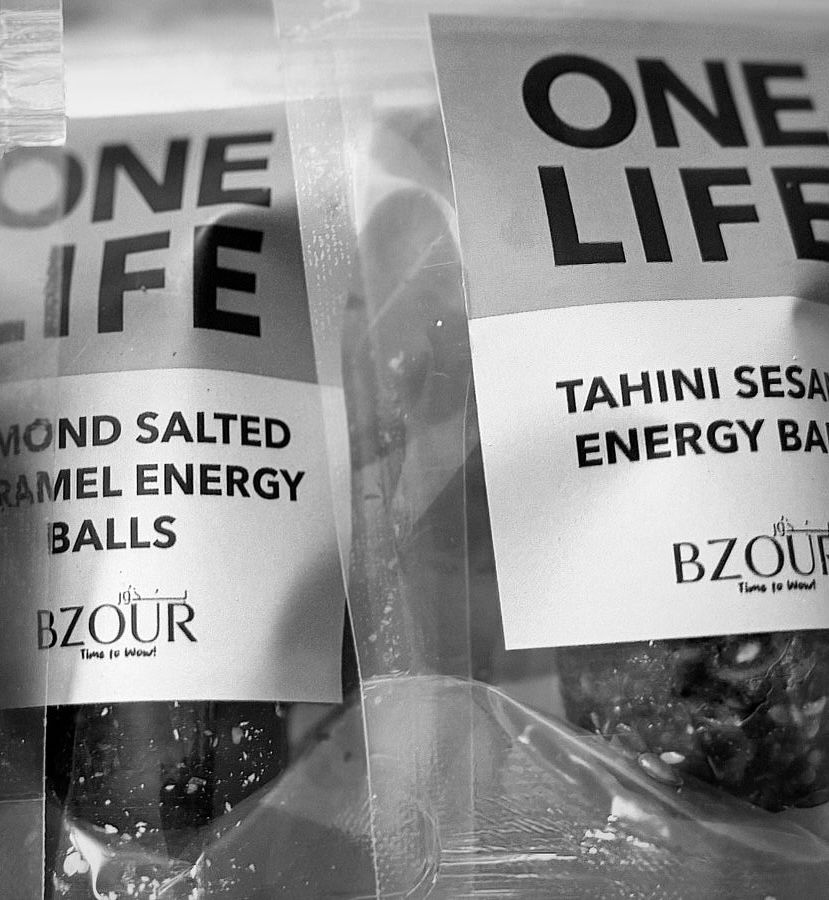 ONE
LIFE
MOND SALTED
RAMEL ENERGY
BALLS
بذور
BZOUR
Time to Wow!
ONE
LIFE
TAHINI SESA
ENERGY BA
بذور
BZOUR
Time to Wow!